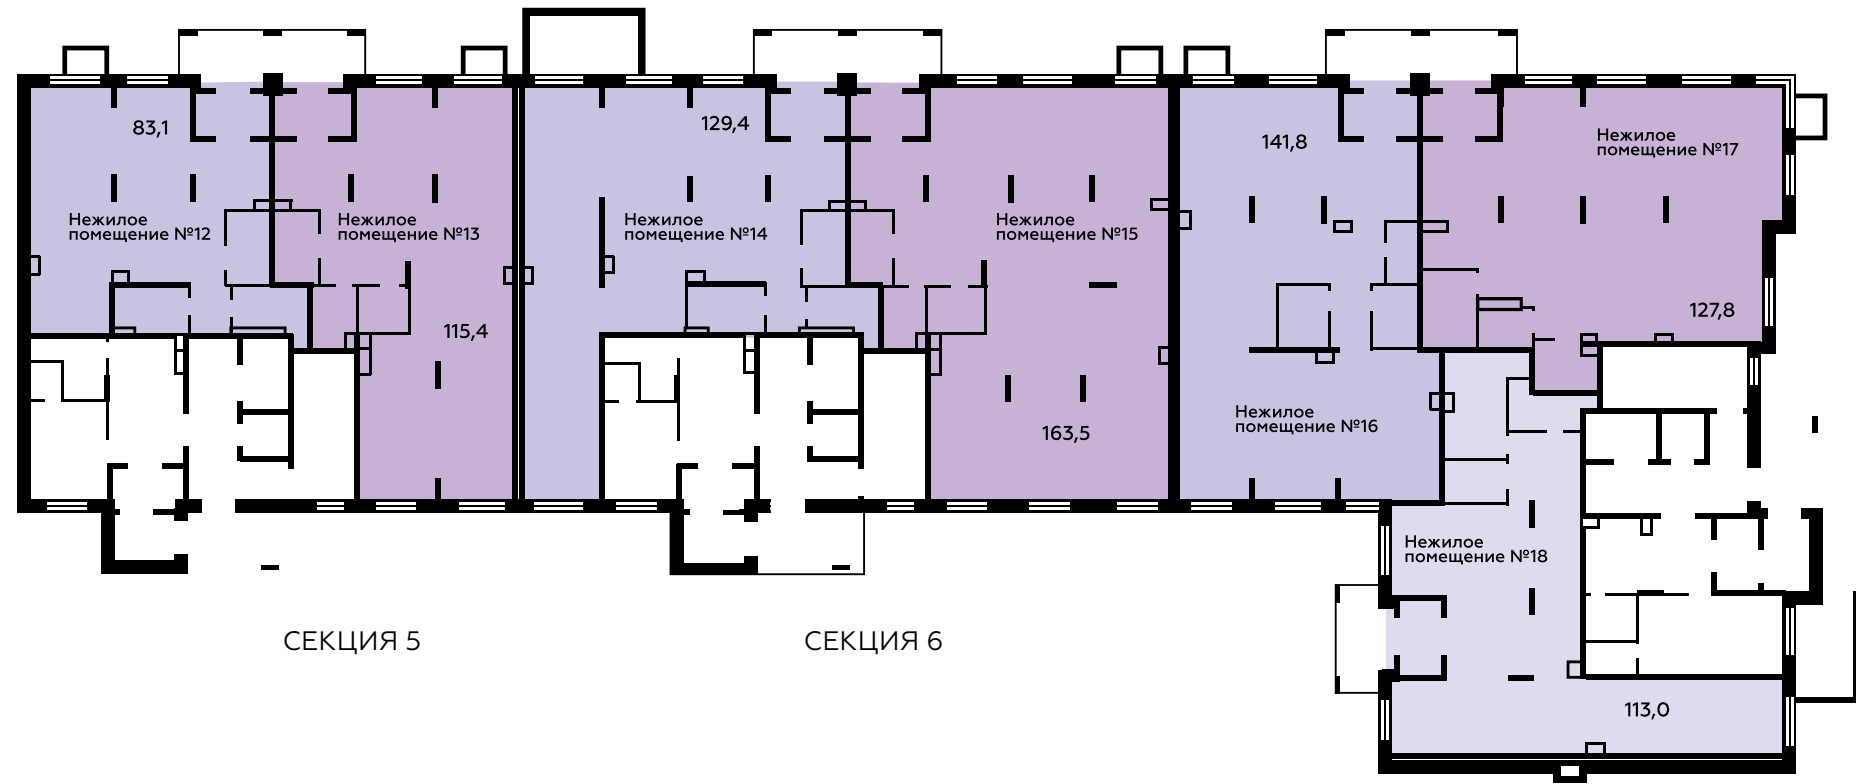 83,1
Нежилое
помещение №12
Нежилое
помещение №13
115,4
129,4
Нежилое
помещение №14
Нежилое
помещение №15
163,5
141,8
Нежилое
помещение №16
Нежилое
помещение №17
127,8
Нежилое
помещение №18
113,0
СЕКЦИЯ 5
СЕКЦИЯ 6